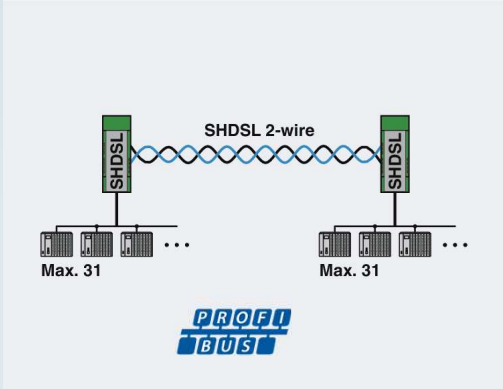 SHDSL 2-wire
SHDSL
SHDSL
Max. 31
Max. 31
PROFI
BUS